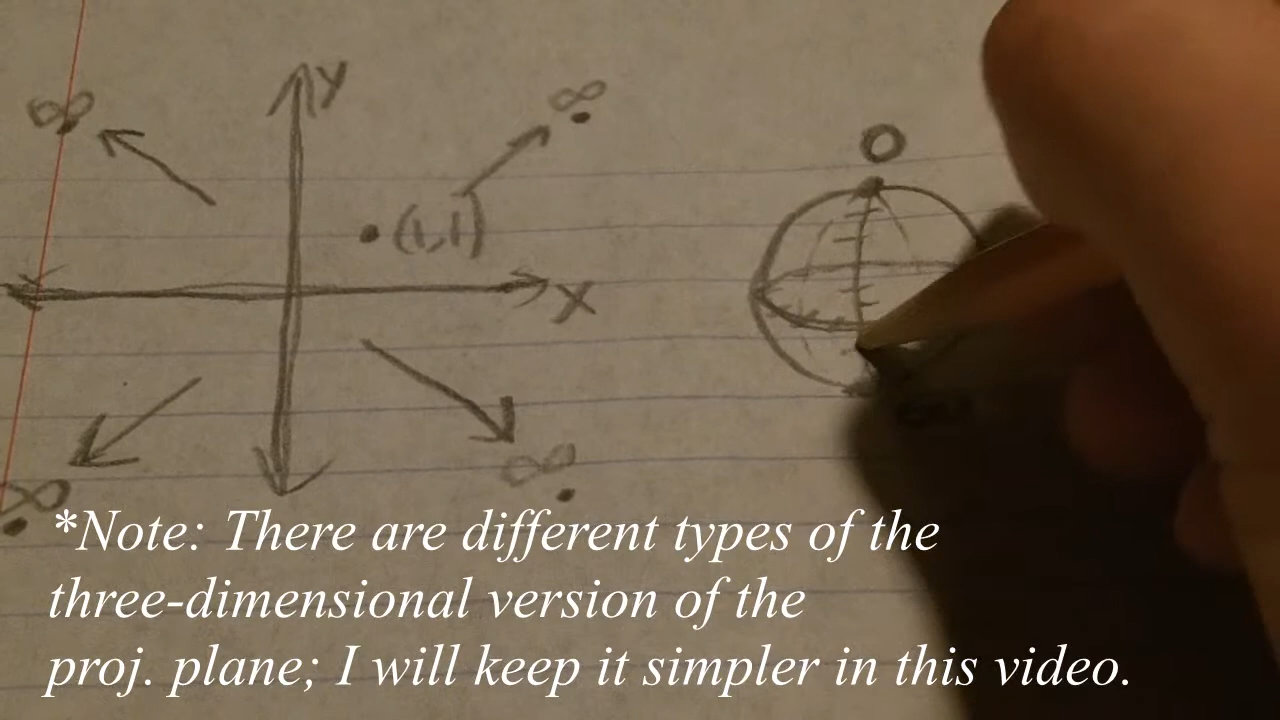 ∞ Y ∞
O
(1,1)
X
∞ ∞
*Note: There are different types of the
three-dimensional version of the
proj. plane; I will keep it simpler in this video.